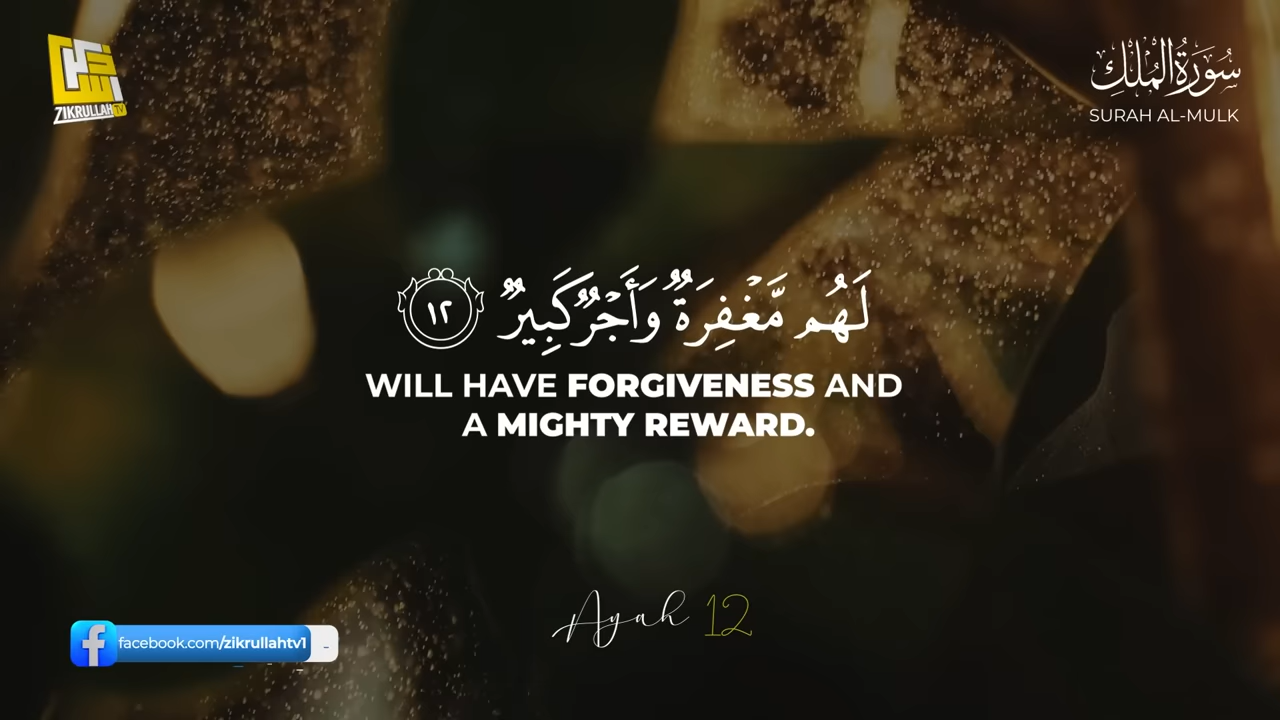 ZIKRULLAH TV
سُورَةُ الْمُلْكِ
SURAH AL-MULK
لَهُم مَّغْفِرَةٌ وَأَجْرٌ كَبِيرٌ ١٢
WILL HAVE FORGIVENESS AND
A MIGHTY REWARD.
Ayah 12
facebook.com/zikrullahtv1